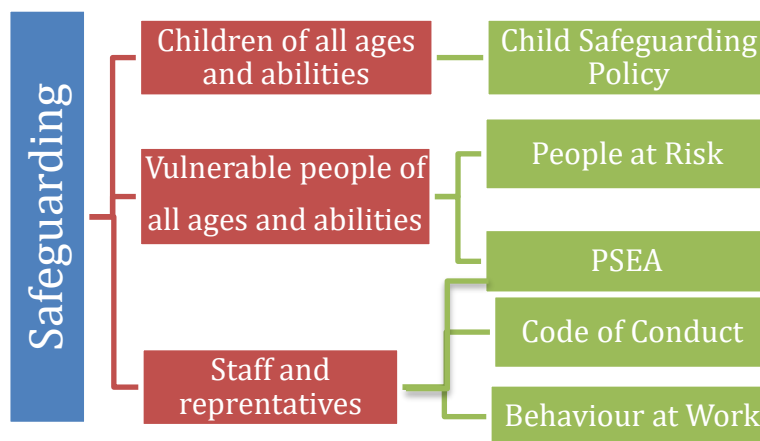 Safeguarding
Children of all ages
and abilities
Child Safeguarding
Policy
Vulnerable people of
all ages and abilities
People at Risk
PSEA
Staff and
reprentatives
Code of Conduct
Behaviour at Work